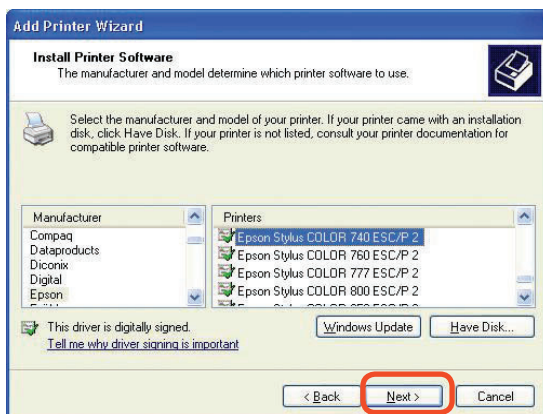 Add Printer Wizard
Install Printer Software
The manufacturer and model determine which printer software to use.
Select the manufacturer and model of your printer. If your printer came with an installation
disk, click Have Disk. If your printer is not listed, consult your printer documentation for
compatible printer software.
Manufacturer
Compaq
Dataproducts
Diconix
Digital
Epson
Printers
Epson Stylus COLOR 740 ESC/P 2
Epson Stylus COLOR 760 ESC/P 2
Epson Stylus COLOR 777 ESC/P 2
Epson Stylus COLOR 800 ESC/P 2
This driver is digitally signed.
Tell me why driver signing is important
Windows Update
Have Disk...
< Back
Next >
Cancel